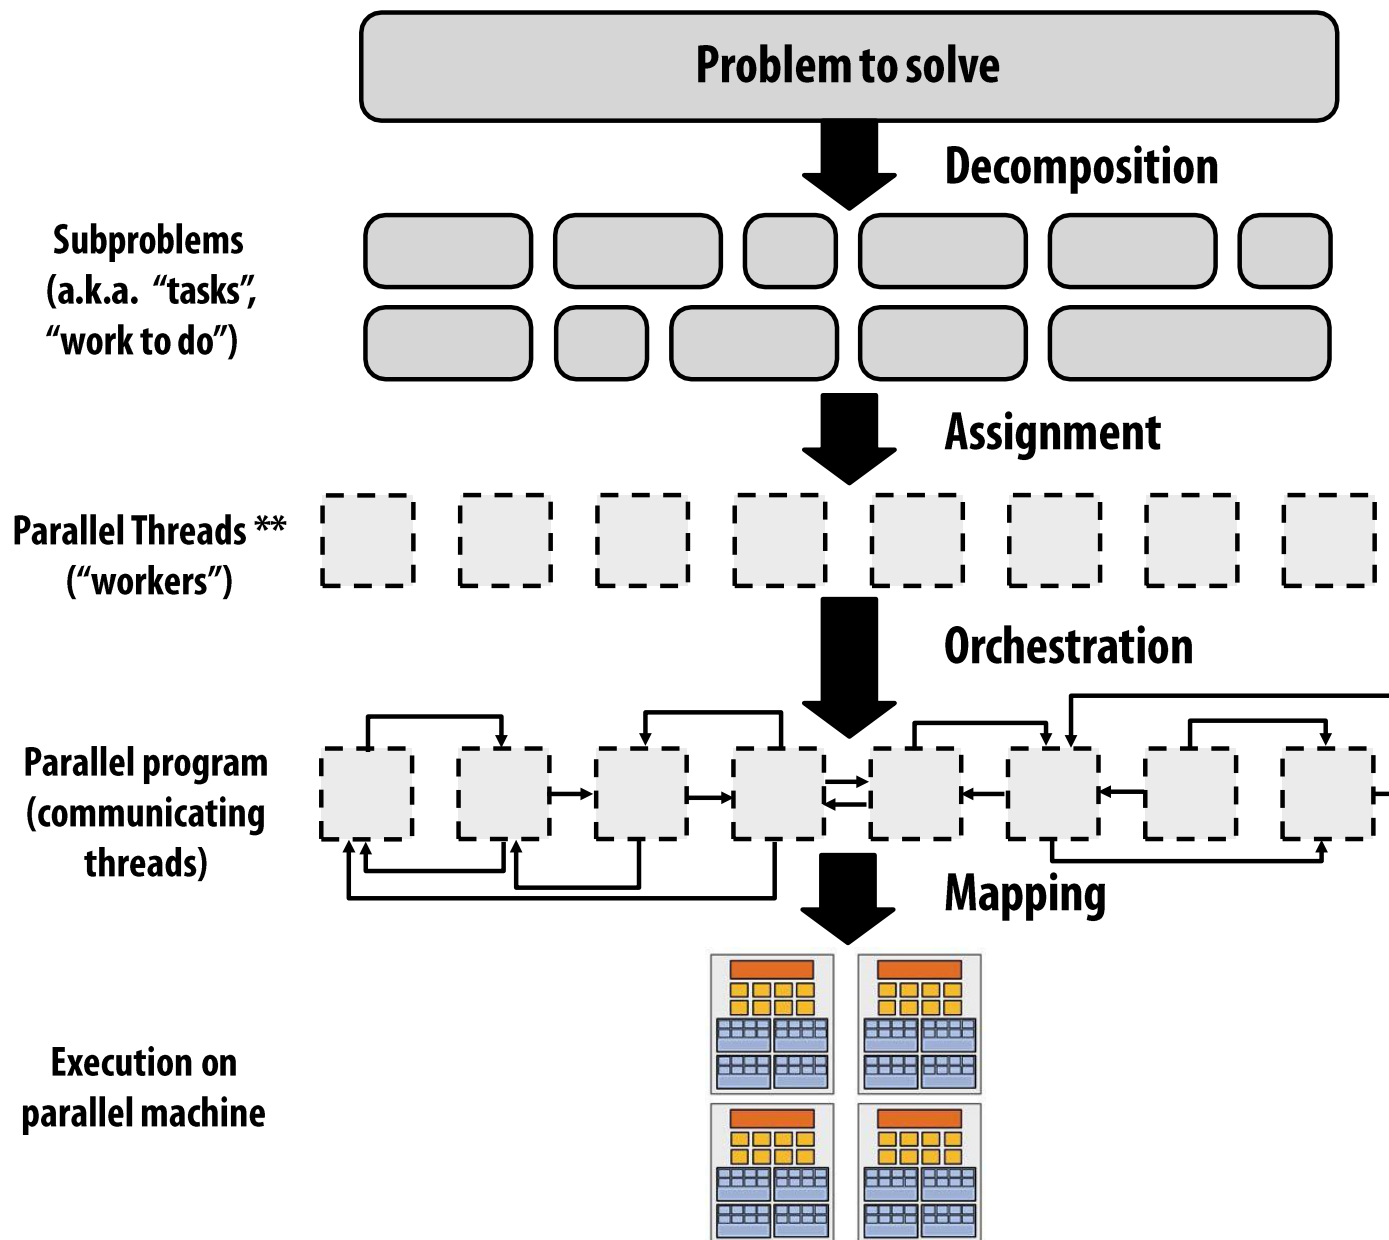 Problem to solve
Decomposition
Subproblems
(a.k.a. “tasks”,
“work to do”)
Assignment
Parallel Threads **
(“workers”)
Orchestration
Parallel program
(communicating
threads)
Mapping
Execution on
parallel machine